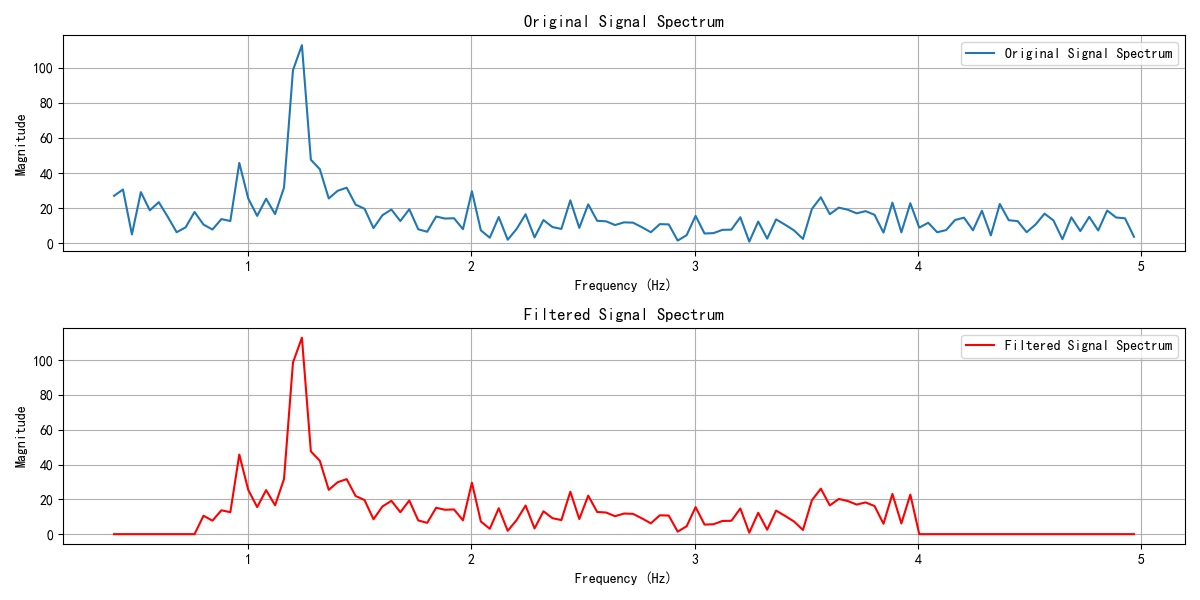 Original Signal Spectrum
Original Signal Spectrum
Magnitude
100
80
60
40
20
0
1
2
3
4
5
Frequency (Hz)
Filtered Signal Spectrum
Filtered Signal Spectrum
Magnitude
100
80
60
40
20
0
1
2
3
4
5
Frequency (Hz)